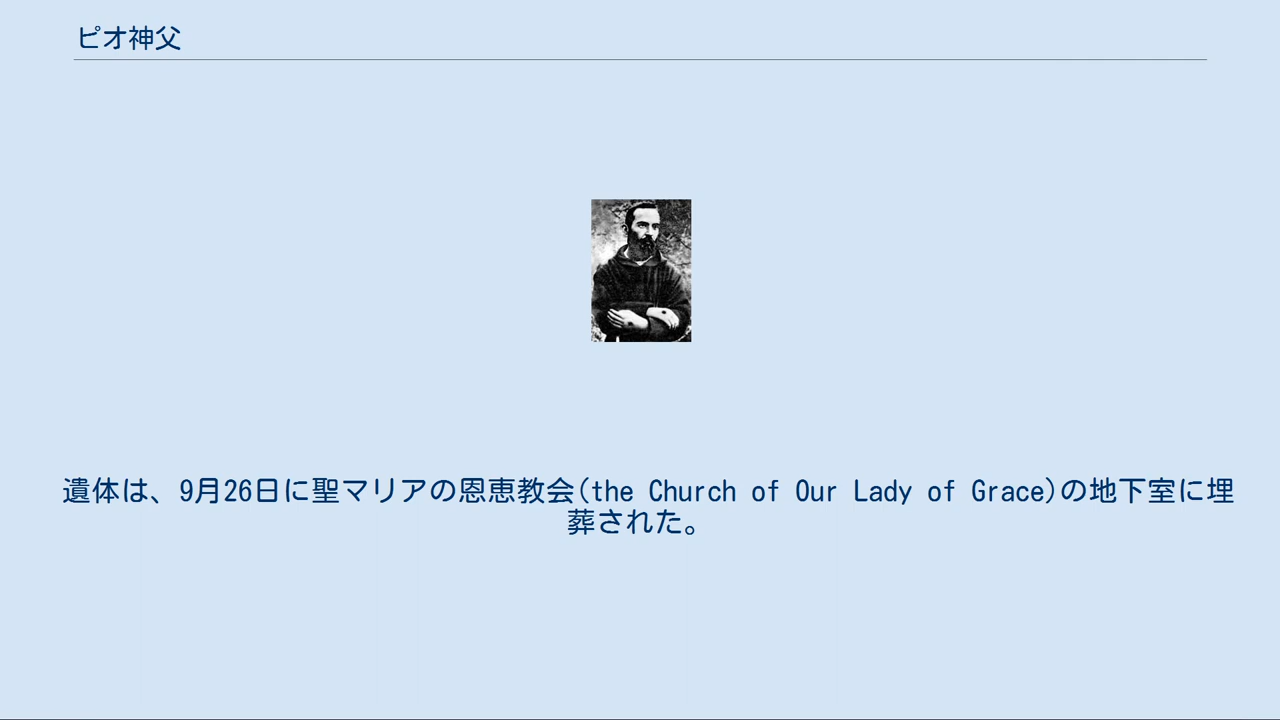 ピオ神父
遺体は、9月26日に聖マリアの恩恵教会(the Church of Our Lady of Grace)の地下室に埋
葬された。